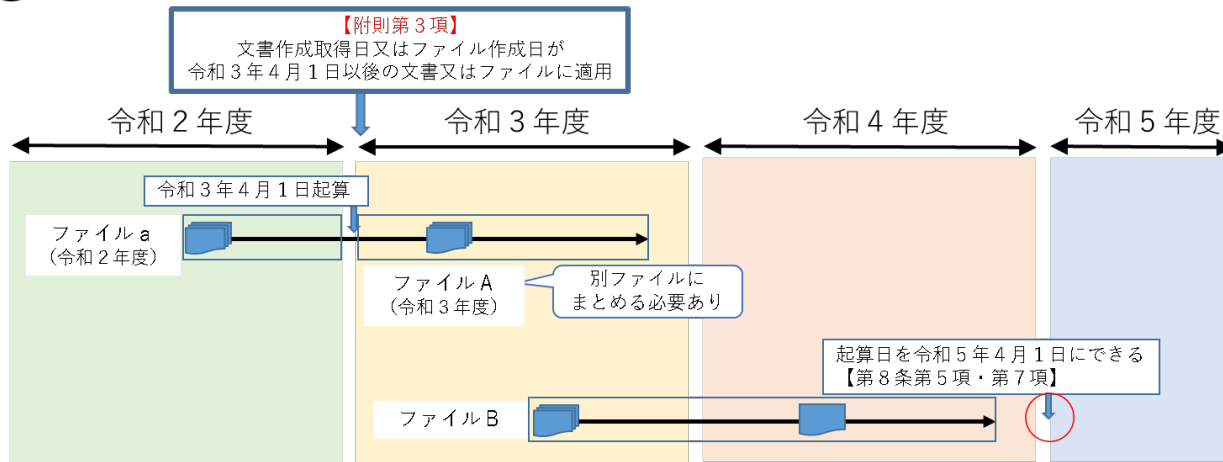 【附則第３項】
文書作成取得日又はファイル作成日が
令和３年４月１日以後の文書又はファイルに適用
令和２年度
令和３年度
令和４年度
令和５年度
令和３年４月１日起算
ファイルａ
（令和２年度）
ファイルＡ
（令和３年度）
別ファイルに
まとめる必要あり
起算日を令和５年４月１日にできる
【第８条第５項・第７項】
ファイルＢ